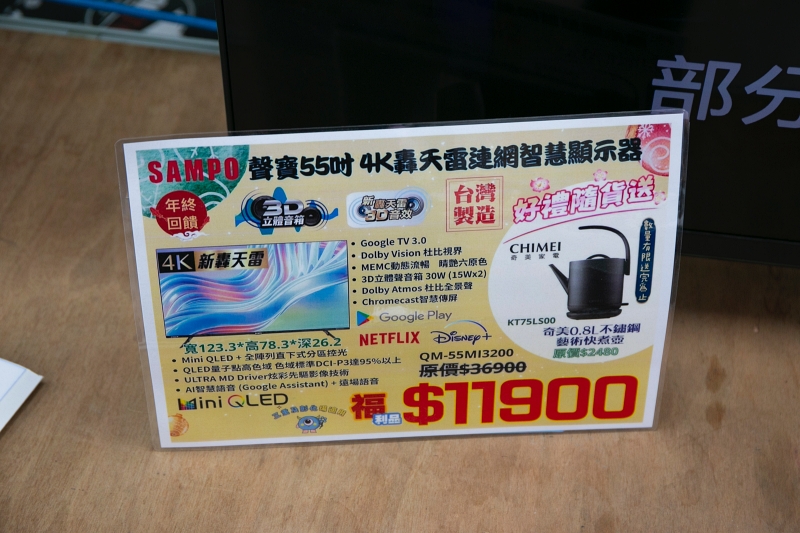 部分
SAMPO 聲寶55吋 4K轟天雷連網智慧顯示器
年終
回饋
3D
立體音箱
新轟天雷
3D音效
台灣
製造
好禮隨貨送
4K 新轟天雷
• Google TV 3.0
• Dolby Vision 杜比視界
• MEMC動態流暢 晴艷六原色
• 3D立體聲音箱 30W (15Wx2)
• Dolby Atmos 杜比全景聲
• Chromecast智慧傳屏
Google Play
NETFLIX Disney+
CHIMEI
奇美家電
數量有限送完為止
KT75LS00
奇美0.8L不鏽鋼
藝術快煮壺
原價$2480
寬123.3*高78.3*深26.2
• Mini QLED + 全陣列直下式分區控光
• QLED量子點高色域 色域標準DCI-P3達95%以上
• ULTRA MD Driver炫彩先驅影像技術
• AI智慧語音 (Google Assistant) + 遠場語音
Mini QLED
QM-55MI3200
原價$36900
福
利品
$11900